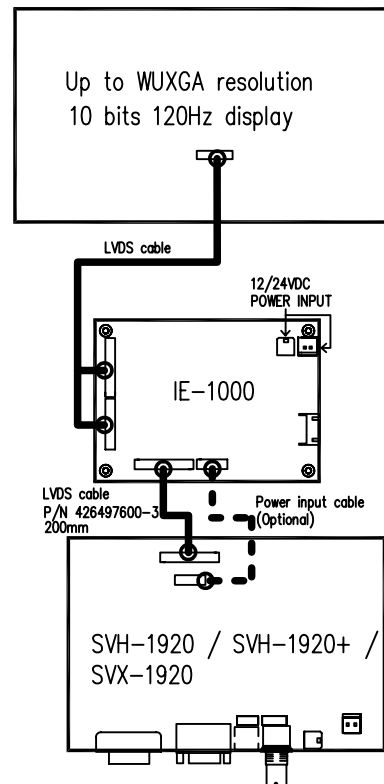 Up to WUXGA resolution
10 bits 120Hz display
LVDS cable
12/24VDC
POWER INPUT
IE-1000
LVDS cable
P/N 426497600-3
200mm
Power input cable
(Optional)
SVH-1920 / SVH-1920+ /
SVX-1920